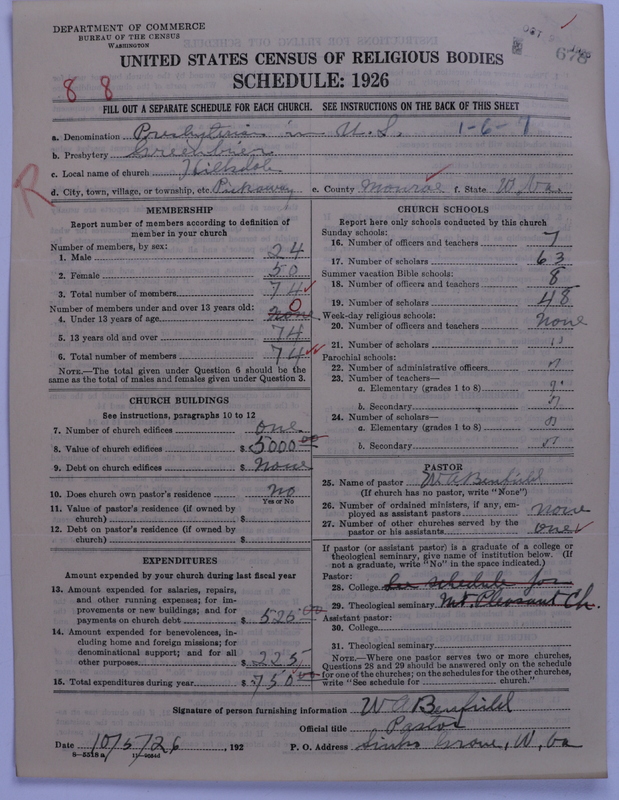 DEPARTMENT OF COMMERCE
BUREAU OF THE CENSUS
WASHINGTON
OCT
678
UNITED STATES CENSUS OF RELIGIOUS BODIES
SCHEDULE: 1926
8 8
FILL OUT A SEPARATE SCHEDULE FOR EACH CHURCH. SEE INSTRUCTIONS ON THE BACK OF THIS SHEET
a. Denomination Presbyterian in U.S. 1-6-7
b. Presbytery Greenbrier
c. Local name of church Hillsdale
R
d. City, town, village, or township, etc. Pickaway e. County Monroe f. State W. Va.
MEMBERSHIP
Report number of members according to definition of member in your church
Number of members, by sex:
1. Male 24
2. Female 50
3. Total number of members 74
Number of members under and over 13 years old:
4. Under 13 years of age None 0
5. 13 years old and over 74
6. Total number of members 74
NOTE.—The total given under Question 6 should be the
same as the total of males and females given under Question 3.
CHURCH BUILDINGS
See instructions, paragraphs 10 to 12
7. Number of church edifices one
8. Value of church edifices $ 5000.00
9. Debt on church edifices $ None
10. Does church own pastor's residence No
Yes or No
11. Value of pastor's residence (if owned by
church) $
12. Debt on pastor's residence (if owned by
church) $
EXPENDITURES
Amount expended by your church during last fiscal year
13. Amount expended for salaries, repairs,
and other running expenses; for im-
provements or new buildings; and for
payments on church debt $ 525.00
14. Amount expended for benevolences, in-
cluding home and foreign missions; for
denominational support; and for all
other purposes $ 225
15. Total expenditures during year $ 750.00
CHURCH SCHOOLS
Report here only schools conducted by this church
Sunday schools:
16. Number of officers and teachers 7
17. Number of scholars 63
Summer vacation Bible schools:
18. Number of officers and teachers 8
19. Number of scholars 48
Week-day religious schools:
20. Number of officers and teachers None
21. Number of scholars "
Parochial schools:
22. Number of administrative officers "
23. Number of teachers—
a. Elementary (grades 1 to 8) "
b. Secondary "
24. Number of scholars—
a. Elementary (grades 1 to 8) "
b. Secondary "
PASTOR
25. Name of pastor W. A. Benfield
(If church has no pastor, write "None")
26. Number of ordained ministers, if any, em-
ployed as assistant pastors None
27. Number of other churches served by the
pastor or his assistants one
If pastor (or assistant pastor) is a graduate of a college or
theological seminary, give name of institution below. (If
not a graduate, write "No" in the space indicated.)
Pastor:
28. College See schedule for
29. Theological seminary Mt. Pleasant Ch.
Assistant pastor:
30. College
31. Theological seminary
NOTE.—Where one pastor serves two or more churches,
Questions 28 and 29 should be answered only on the schedule
for one of the churches; on the schedules for the other churches,
write "See schedule for church."
Signature of person furnishing information W. A. Benfield
Official title Pastor
Date 10/5/26, 192 P. O. Address Sinks Grove, W. Va
8-5518a